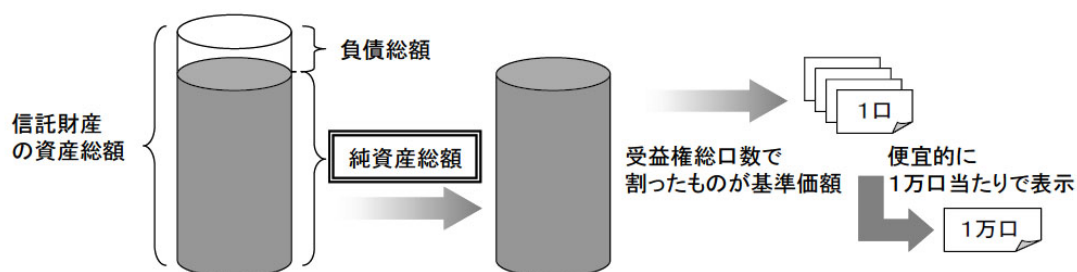 負債総額
信託財産
の資産総額
純資産総額
受益権総口数で
割ったものが基準価額
1口
便宜的に
1万口当たりで表示
1万口